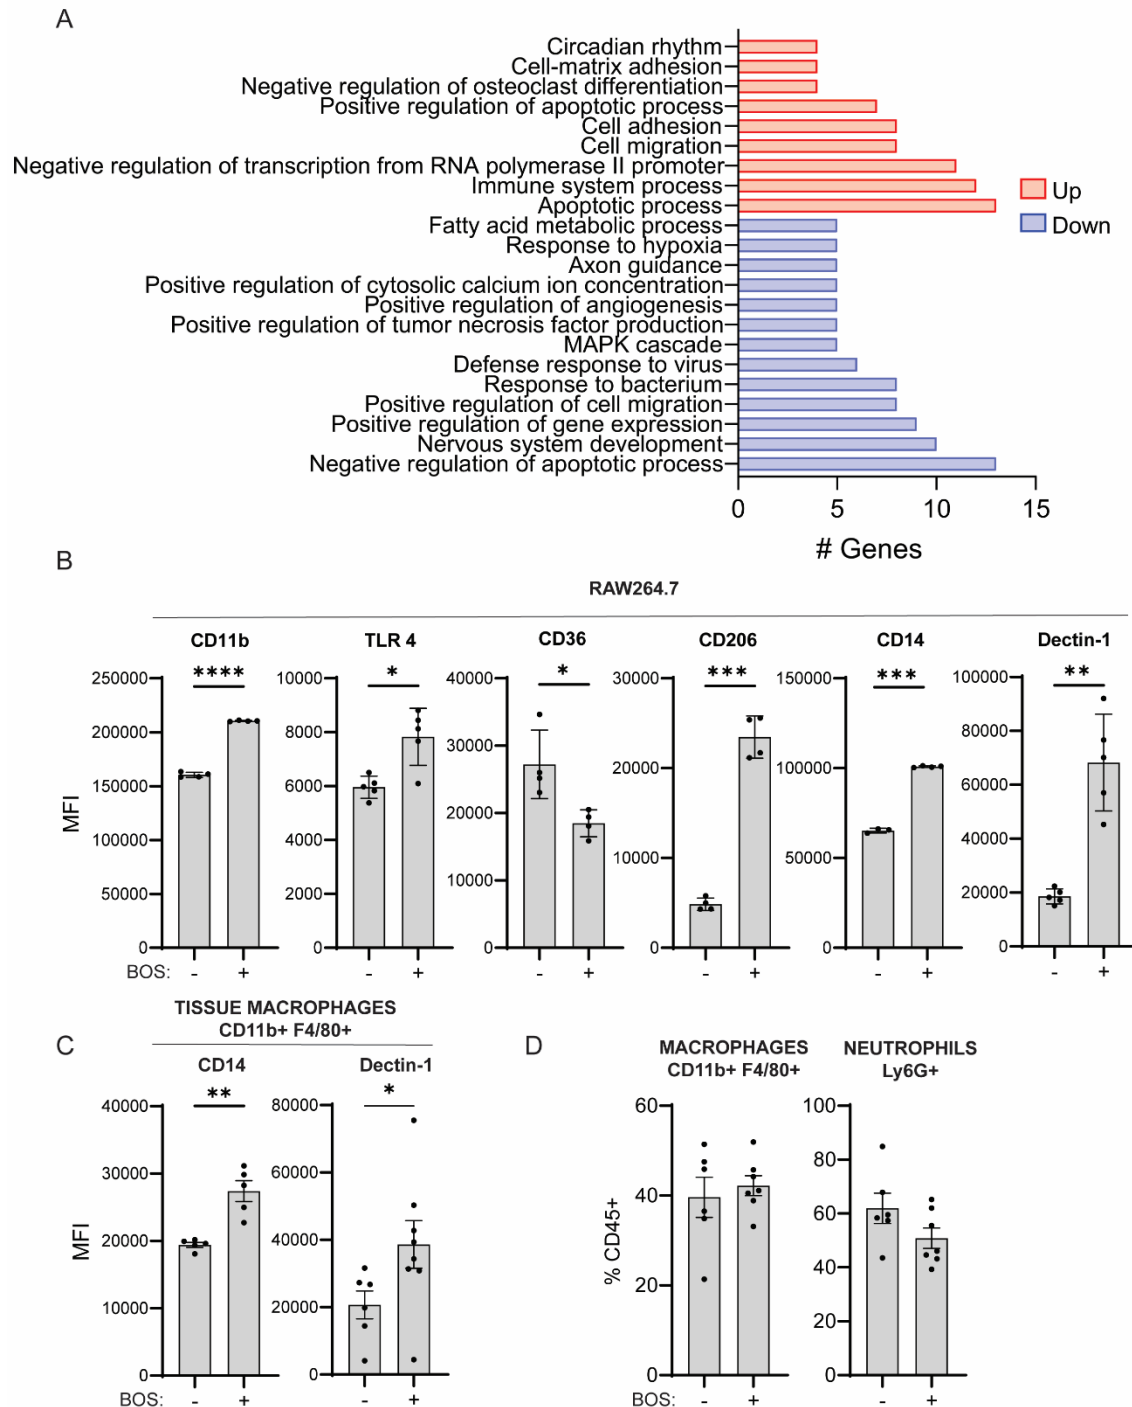 A
Circadian rhythm
Cell-matrix adhesion
Negative regulation of osteoclast differentiation
Positive regulation of apoptotic process
Cell adhesion
Cell migration
Negative regulation of transcription from RNA polymerase II promoter
Immune system process
Apoptotic process
Fatty acid metabolic process
Response to hypoxia
Axon guidance
Positive regulation of cytosolic calcium ion concentration
Positive regulation of angiogenesis
Positive regulation of tumor necrosis factor production
MAPK cascade
Defense response to virus
Response to bacterium
Positive regulation of cell migration
Positive regulation of gene expression
Nervous system development
Negative regulation of apoptotic process
Up
Down
0 5 10 15
# Genes
B
RAW264.7
CD11b
****
250000
200000
150000
100000
50000
0
MFI
BOS: - +
TLR 4
*
10000
8000
6000
4000
2000
0
- +
CD36
*
40000
30000
20000
10000
0
- +
CD206
***
30000
20000
10000
0
- +
CD14
***
150000
100000
50000
0
- +
Dectin-1
**
100000
80000
60000
40000
20000
0
- +
C
TISSUE MACROPHAGES
CD11b+ F4/80+
CD14
**
40000
30000
20000
10000
0
MFI
BOS: - +
Dectin-1
*
80000
60000
40000
20000
0
- +
D
MACROPHAGES
CD11b+ F4/80+
60
40
20
0
% CD45+
BOS: - +
NEUTROPHILS
Ly6G+
100
80
60
40
20
0
- +